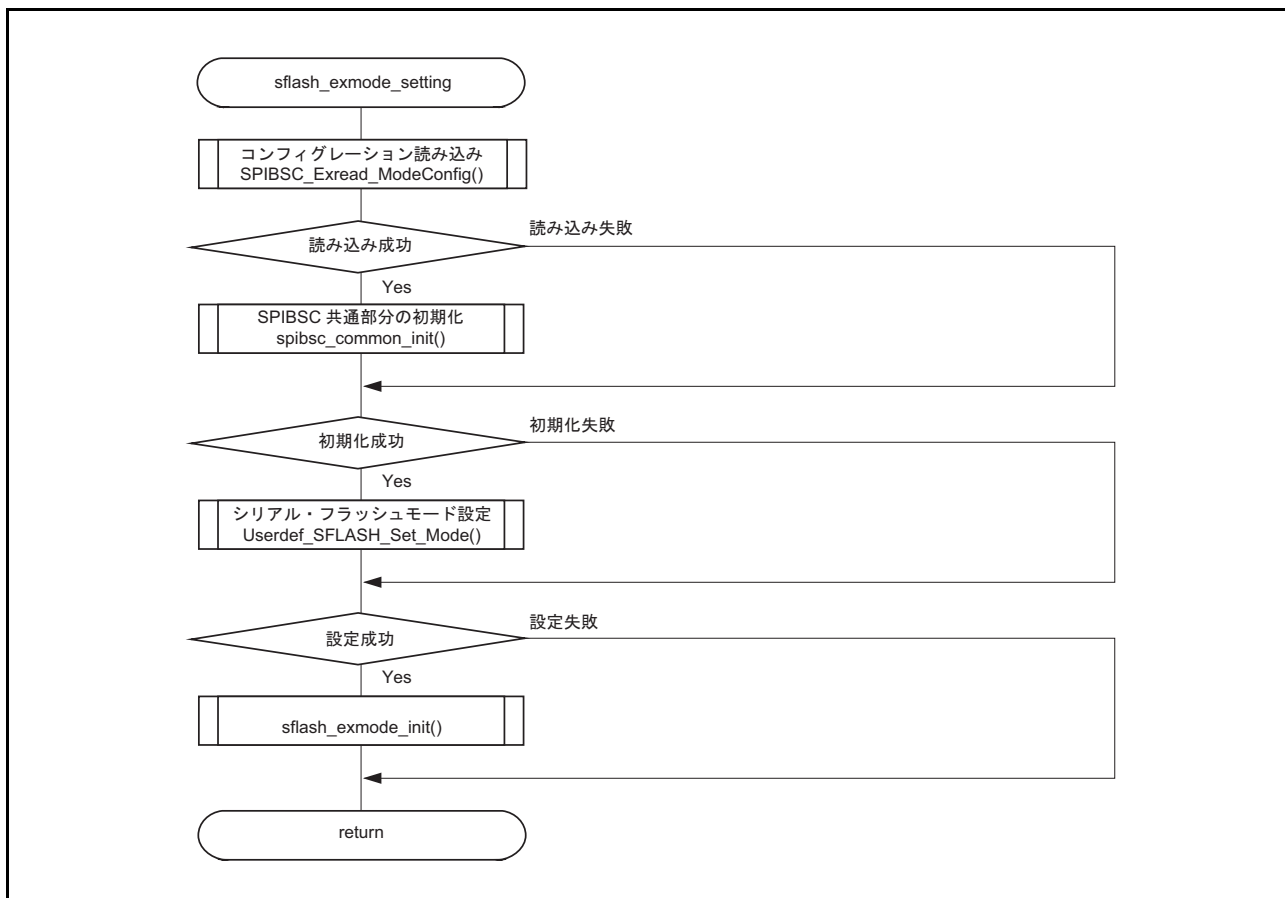 sflash_exmode_setting
コンフィグレーション読み込み
SPIBSC_Exread_ModeConfig()
読み込み成功
読み込み失敗
Yes
SPIBSC 共通部分の初期化
spibsc_common_init()
初期化成功
初期化失敗
Yes
シリアル・フラッシュモード設定
Userdef_SFLASH_Set_Mode()
設定成功
設定失敗
Yes
sflash_exmode_init()
return